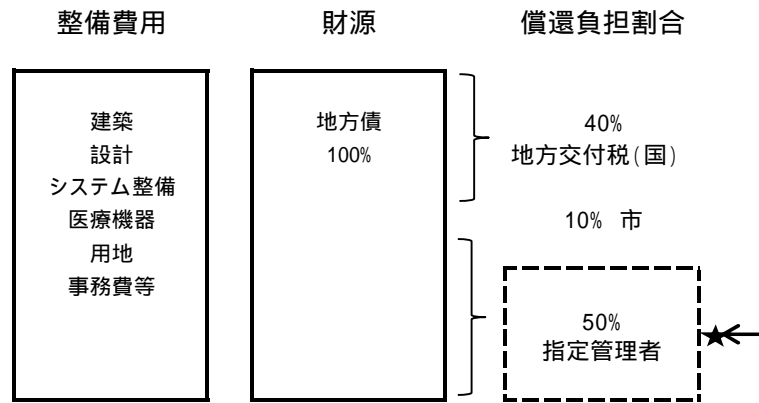 整備費用
財源
償還負担割合
建築
設計
システム整備
医療機器
用地
事務費等
地方債
100%
40%
地方交付税(国)
10% 市
50%
指定管理者
★